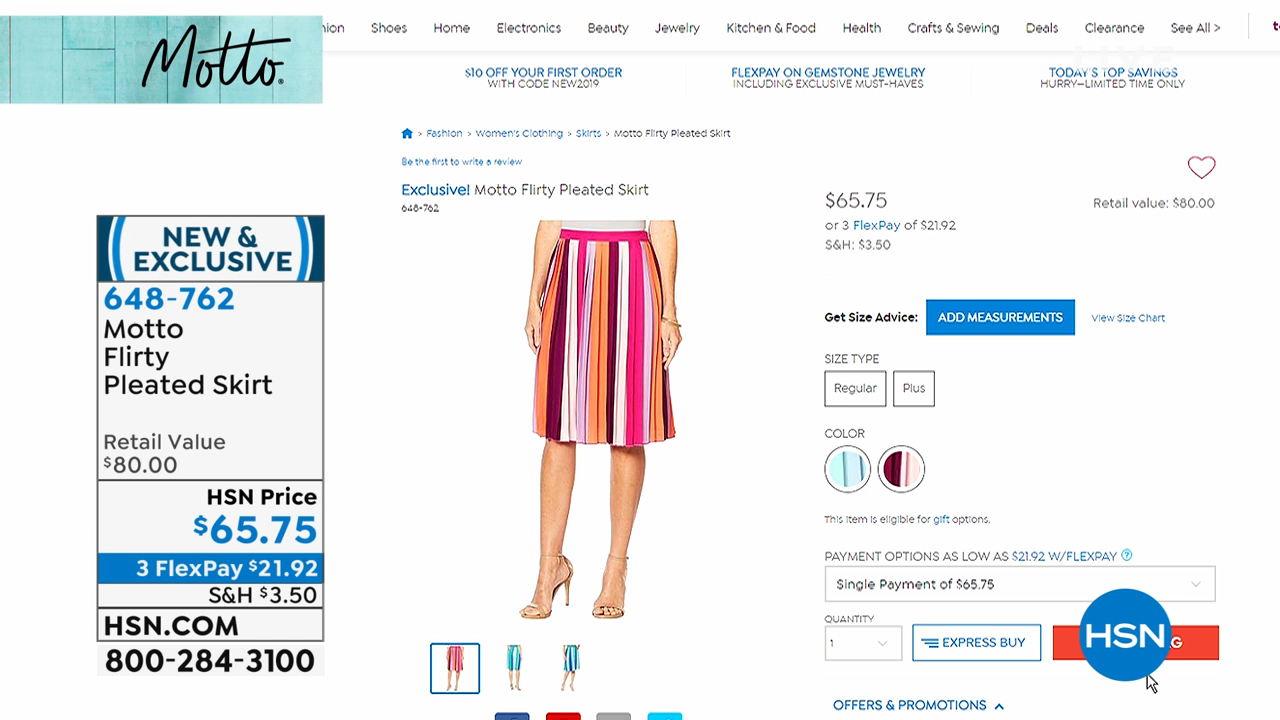 Motto®
Shoes Home Electronics Beauty Jewelry Kitchen & Food Health Crafts & Sewing Deals Clearance See All >
LIVE
$10 OFF YOUR FIRST ORDER
WITH CODE NEW2019
FLEXPAY ON GEMSTONE JEWELRY
INCLUDING EXCLUSIVE MUST-HAVES
TODAY'S TOP SAVINGS
HURRY—LIMITED TIME ONLY
> Fashion > Women's Clothing > Skirts > Motto Flirty Pleated Skirt
Be the first to write a review
Exclusive! Motto Flirty Pleated Skirt
648-762
$65.75
Retail value: $80.00
or 3 FlexPay of $21.92
S&H: $3.50
Get Size Advice: ADD MEASUREMENTS View Size Chart
SIZE TYPE
Regular Plus
COLOR
This item is eligible for gift options.
PAYMENT OPTIONS AS LOW AS $21.92 W/FLEXPAY ?
Single Payment of $65.75
QUANTITY
1
EXPRESS BUY
HSN
OFFERS & PROMOTIONS
NEW &
EXCLUSIVE
648-762
Motto
Flirty
Pleated Skirt
Retail Value
$80.00
HSN Price
$65.75
3 FlexPay $21.92
S&H $3.50
HSN.COM
800-284-3100